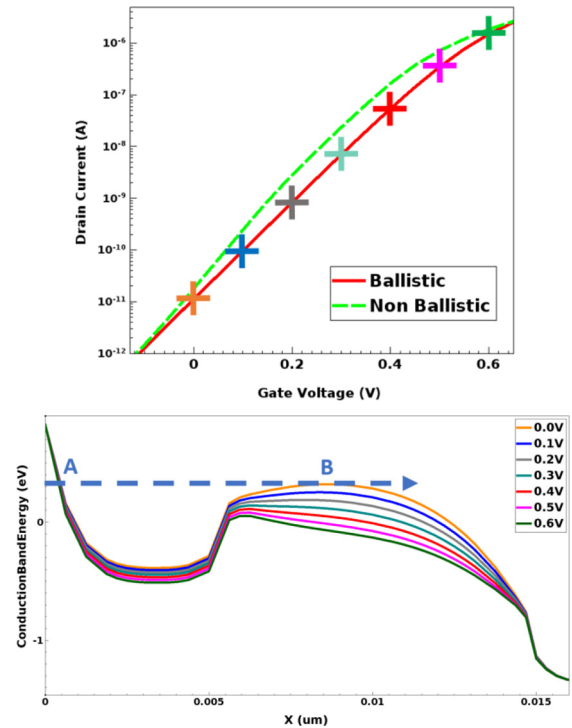 10⁻⁶
10⁻⁷
10⁻⁸
10⁻⁹
10⁻¹⁰
10⁻¹¹
10⁻¹²
Drain Current (A)
Ballistic
Non Ballistic
0 0.2 0.4 0.6
Gate Voltage (V)
A B
0.0V
0.1V
0.2V
0.3V
0.4V
0.5V
0.6V
ConductionBandEnergy (eV)
0
-1
0 0.005 0.01 0.015
X (um)